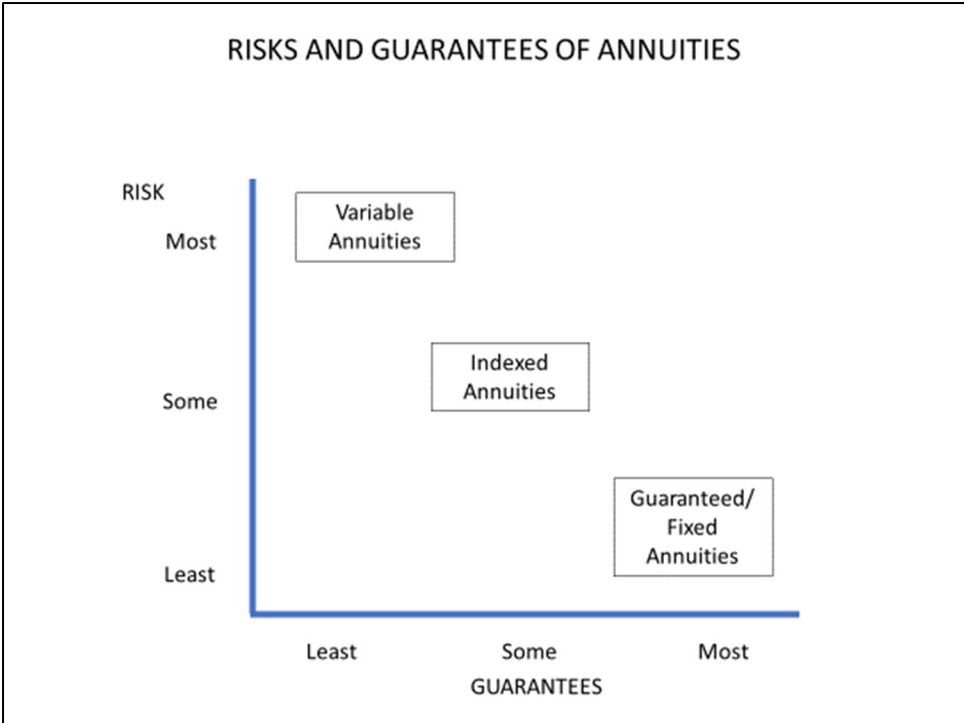 RISKS AND GUARANTEES OF ANNUITIES
RISK
Most
Variable
Annuities
Some
Indexed
Annuities
Least
Guaranteed/
Fixed
Annuities
Least
Some
Most
GUARANTEES